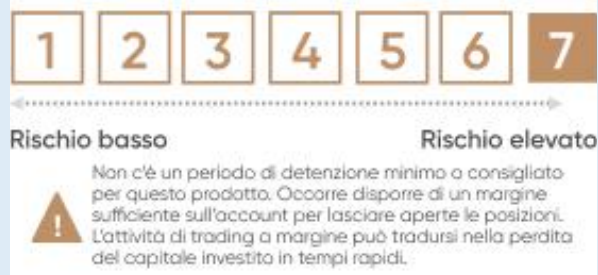 1 2 3 4 5 6 7
Rischio basso Rischio elevato
Non c'è un periodo di detenzione minimo o consigliato
per questo prodotto. Occorre disporre di un margine
sufficiente sull'account per lasciare aperte le posizioni.
L'attività di trading a margine può tradursi nella perdita
del capitale investito in tempi rapidi.
!